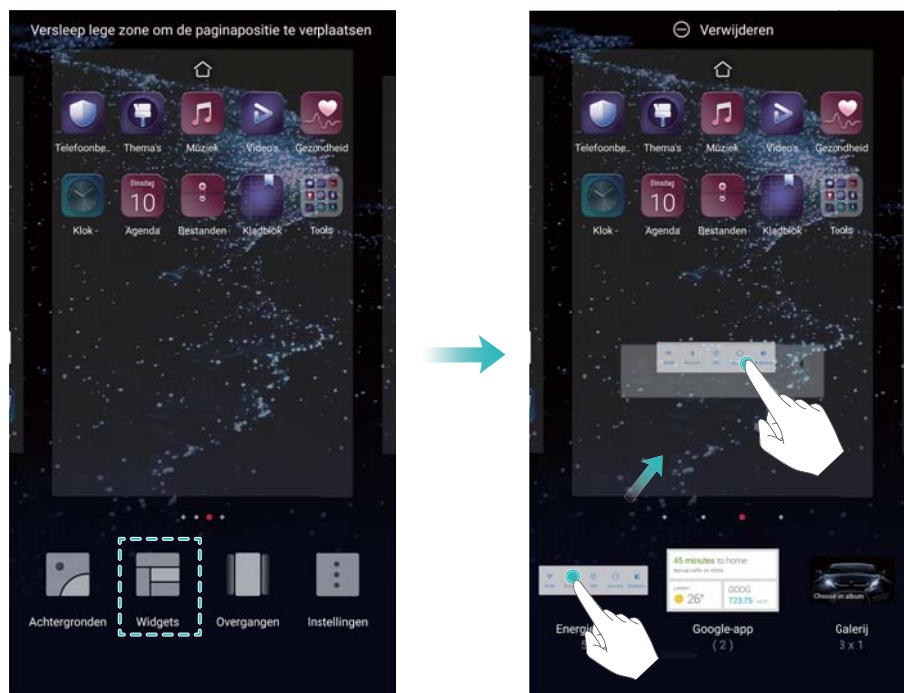 Versleep lege zone om de paginapositie te verplaatsen
Telefoonbe.. Thema's Muziek Video's Gezondheid
Dinsdag
10
Klok Agenda Bestanden Kladblok Tools
Achtergronden Widgets Overgangen Instellingen
Verwijderen
Telefoonbe.. Thema's Muziek Video's Gezondheid
Dinsdag
10
Klok Agenda Bestanden Kladblok Tools
45 minutes to home
26° GOOG
723.75
Choose in album
Google-app Galerij
( 2 ) 3 x 1